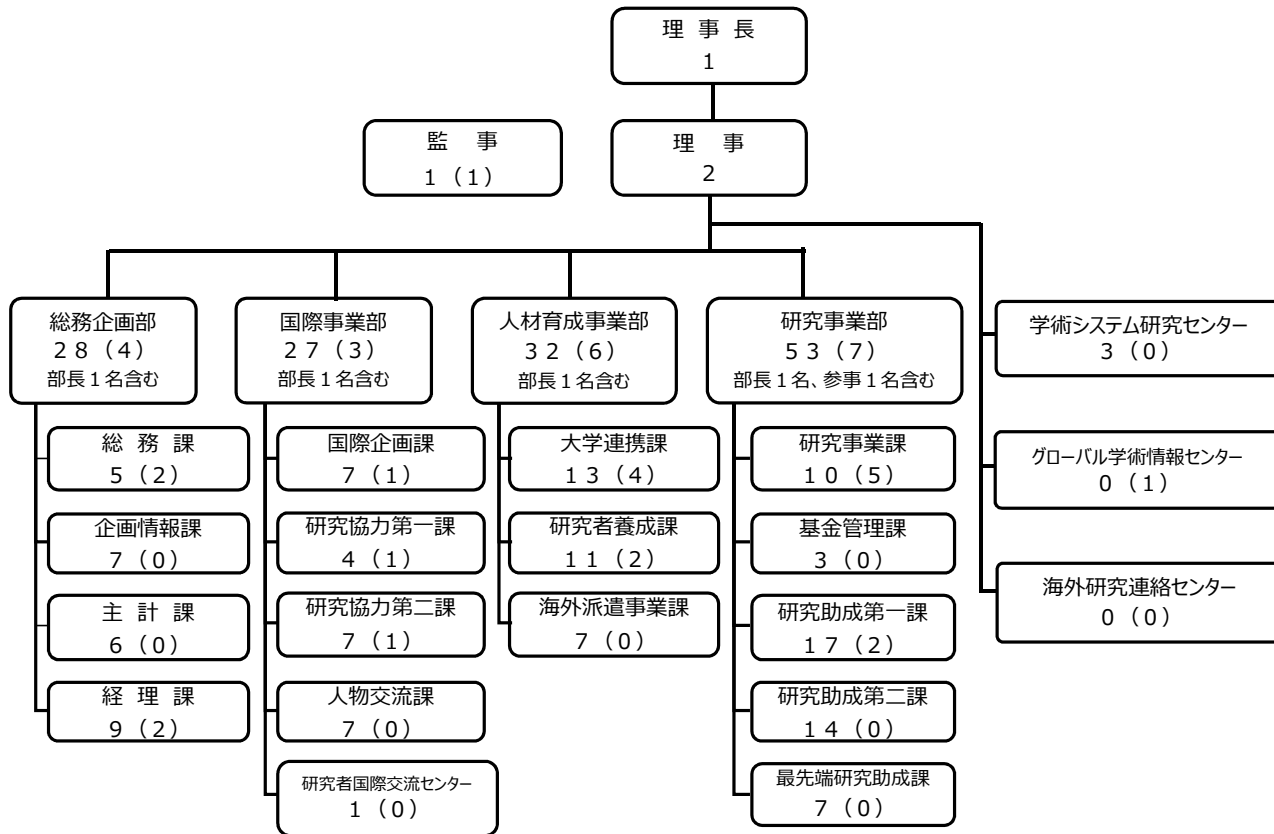 理 事 長
1
監 事
1 （1）
理 事
2
総務企画部
28（4）
部長1名含む
国際事業部
27（3）
部長1名含む
人材育成事業部
32（6）
部長1名含む
研究事業部
53（7）
部長1名、参事1名含む
学術システム研究センター
3（0）
グローバル学術情報センター
0（1）
海外研究連絡センター
0（0）
総 務 課
5（2）
企画情報課
7（0）
主 計 課
6（0）
経 理 課
9（2）
国際企画課
7（1）
研究協力第一課
4（1）
研究協力第二課
7（1）
人物交流課
7（0）
研究者国際交流センター
1（0）
大学連携課
13（4）
研究者養成課
11（2）
海外派遣事業課
7（0）
研究事業課
10（5）
基金管理課
3（0）
研究助成第一課
17（2）
研究助成第二課
14（0）
最先端研究助成課
7（0）